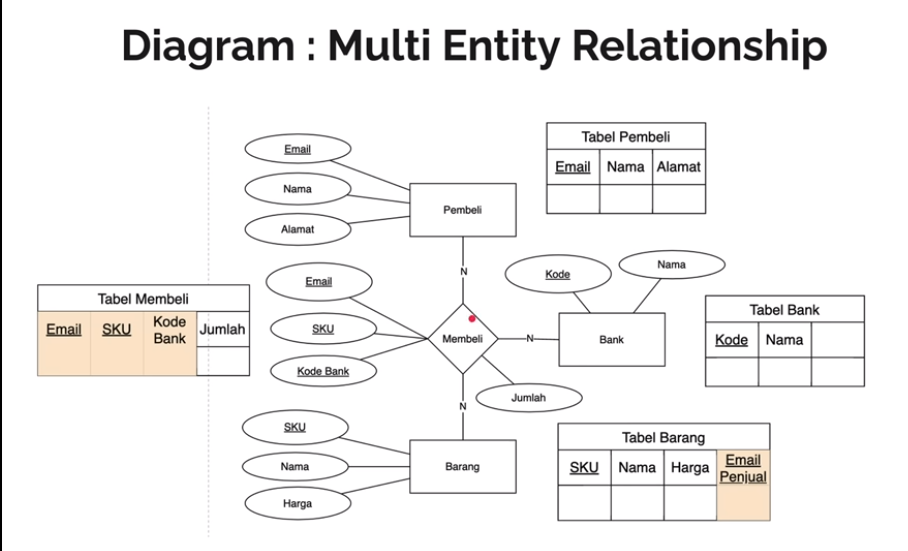 Diagram : Multi Entity Relationship
Email
Nama
Alamat
Pembeli
Tabel Pembeli
Email Nama Alamat
N
Tabel Membeli
Email SKU Kode Bank Jumlah
Email
SKU
Kode Bank
Membeli
N
Kode
Nama
Bank
Tabel Bank
Kode Nama
Jumlah
N
SKU
Nama
Harga
Barang
Tabel Barang
SKU Nama Harga Email Penjual